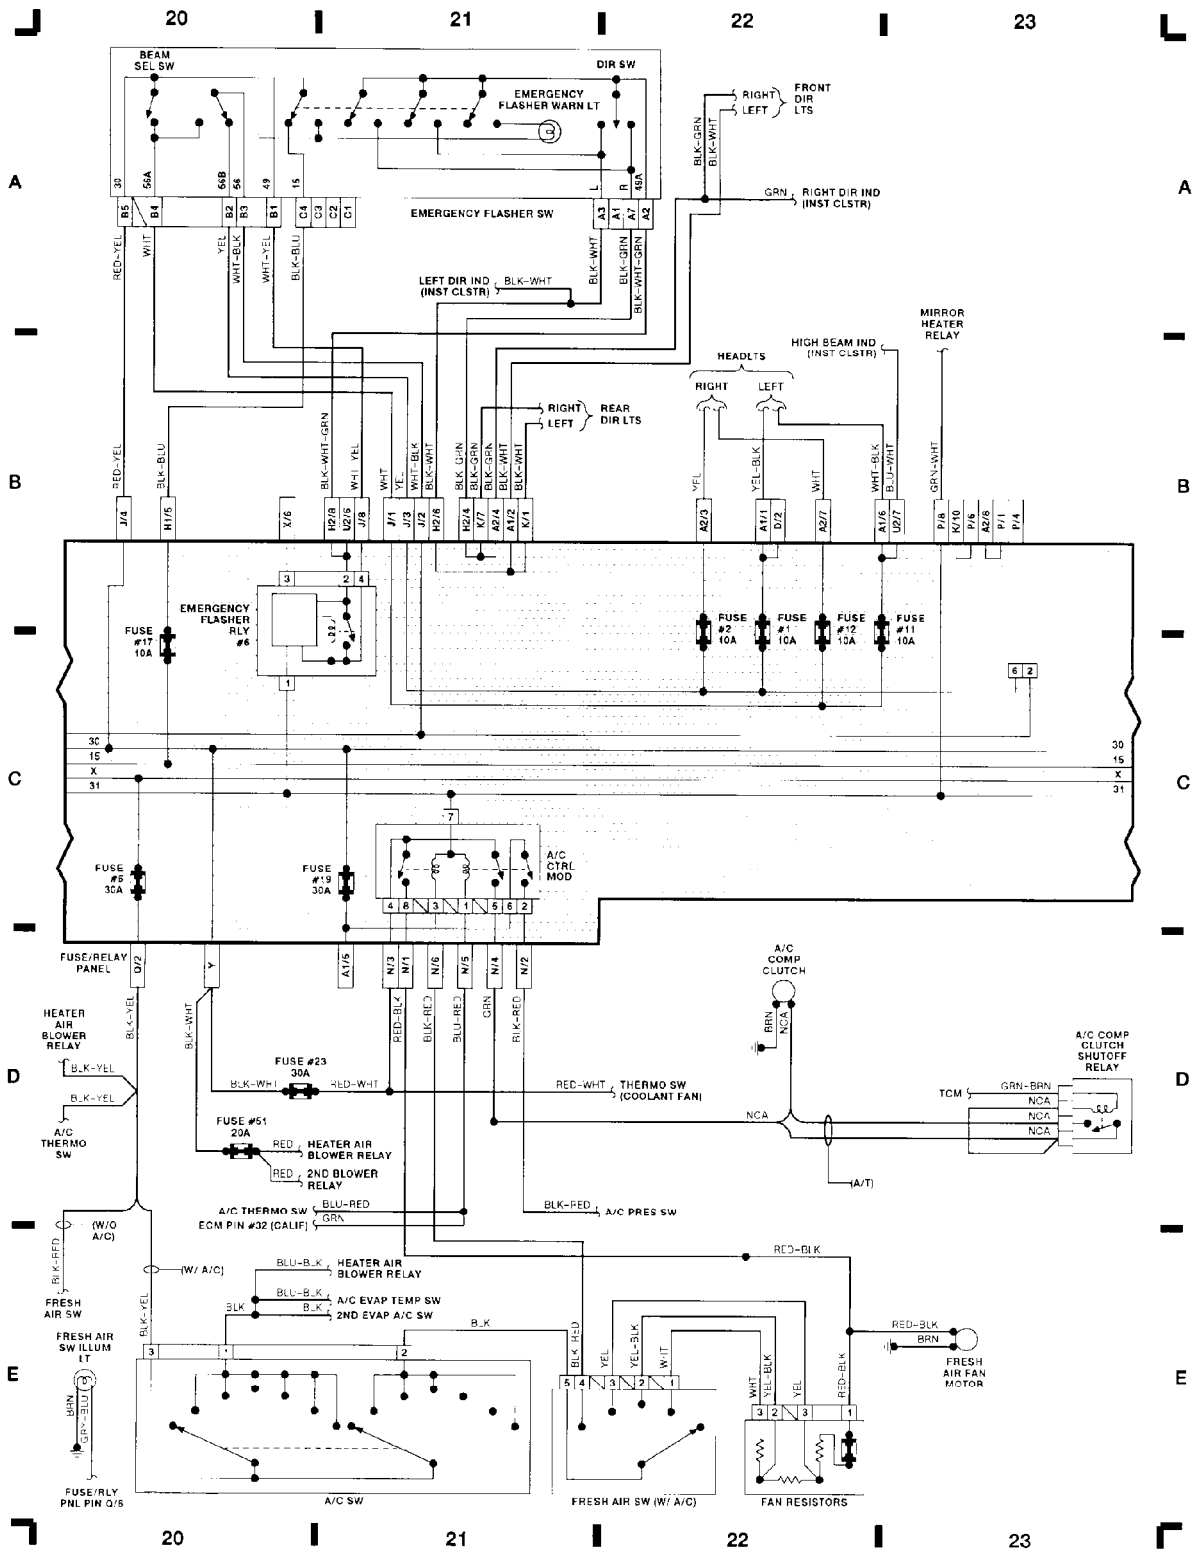 20 21 22 23
BEAM
SEL SW
DIR SW
EMERGENCY
FLASHER WARN LT
RIGHT
LEFT
FRONT
DIR
LTS
BLK-GRN
BLK-WHT
A
A
30
56A
56B
56
49
15
L
R
49A
B5
B4
B2
B3
B1
C4
C3
C2
C1
EMERGENCY FLASHER SW
A3
A1
A7
A2
GRN
RIGHT DIR IND
(INST CLSTR)
RED-YEL
WHT
YEL
WHT-BLK
WHT-YEL
BLK-BLU
BLK-WHT
BLK-GRN
BLK-WHT-GRN
LEFT DIR IND
(INST CLSTR)
BLK-WHT
MIRROR
HEATER
RELAY
HIGH BEAM IND
(INST CLSTR)
HEADLTS
RIGHT
LEFT
RIGHT
LEFT
REAR
DIR LTS
B
B
RED-YEL
BLK-BLU
BLK-WHT-GRN
WHT YEL
WHT
YEL
WHT-BLK
BLK-WHT
BLK GRN
BLK-GRN
BLK-GRN
BLK-WHT
BLK-WHT
YEL
YEL-BLK
WHT
WHT-BLK
BLU-WHT
GRN-WHT
J/4
H1/5
X/6
H2/8
U2/6
J/8
J/1
J/3
J/2
H2/6
H2/4
K/7
A2/4
A1/2
K/1
A2/3
A1/1
D/2
A2/7
A1/6
U2/7
P/8
K/10
P/6
A2/8
P/1
P/4
3
2
4
EMERGENCY
FLASHER
RLY
#6
1
FUSE
#17
10A
FUSE
#2
10A
FUSE
#1
10A
FUSE
#12
10A
FUSE
#11
10A
6 2
30
15
X
31
30
15
X
31
C
C
7
A/C
CTRL
MOD
FUSE
#6
30A
FUSE
#19
30A
4 8 3 1 5 6 2
FUSE/RELAY
PANEL
Q/2
Y
A1/5
N/3
N/1
N/6
N/5
N/4
N/2
A/C
COMP
CLUTCH
BRN
NCA
BLK-YEL
BLK-WHT
RED-BLK
BLK-RED
BLU-RED
GRN
BLK-RED
HEATER
AIR
BLOWER
RELAY
BLK-YEL
BLK-YEL
A/C
THERMO
SW
D
D
FUSE #23
30A
BLK-WHT
RED-WHT
RED-WHT
THERMO SW
(COOLANT FAN)
A/C COMP
CLUTCH
SHUTOFF
RELAY
TCM
GRN-BRN
NCA
NCA
NCA
NCA
(A/T)
FUSE #51
20A
RED
HEATER AIR
BLOWER RELAY
RED
2ND BLOWER
RELAY
A/C THERMO SW
BLU-RED
ECM PIN #32 (CALIF)
GRN
BLK-RED
A/C PRES SW
(W/O
A/C)
BLK-RED
FRESH
AIR SW
(W/ A/C)
BLK-YEL
BLU-BLK
HEATER AIR
BLOWER RELAY
BLU-BLK
A/C EVAP TEMP SW
BLK
BLK
2ND EVAP A/C SW
BLK
RED-BLK
FRESH AIR
SW ILLUM
LT
BRN
GRY-BLU
FUSE/RLY
PNL PIN Q/6
3
1
2
A/C SW
BLK RED
YEL
YEL-BLK
WHT
5 4 3 2 1
FRESH AIR SW (W/ A/C)
WHT
YEL-BLK
YEL
RED-BLK
3 2 3 1
FAN RESISTORS
RED-BLK
BRN
FRESH
AIR FAN
MOTOR
E
E
20 21 22 23